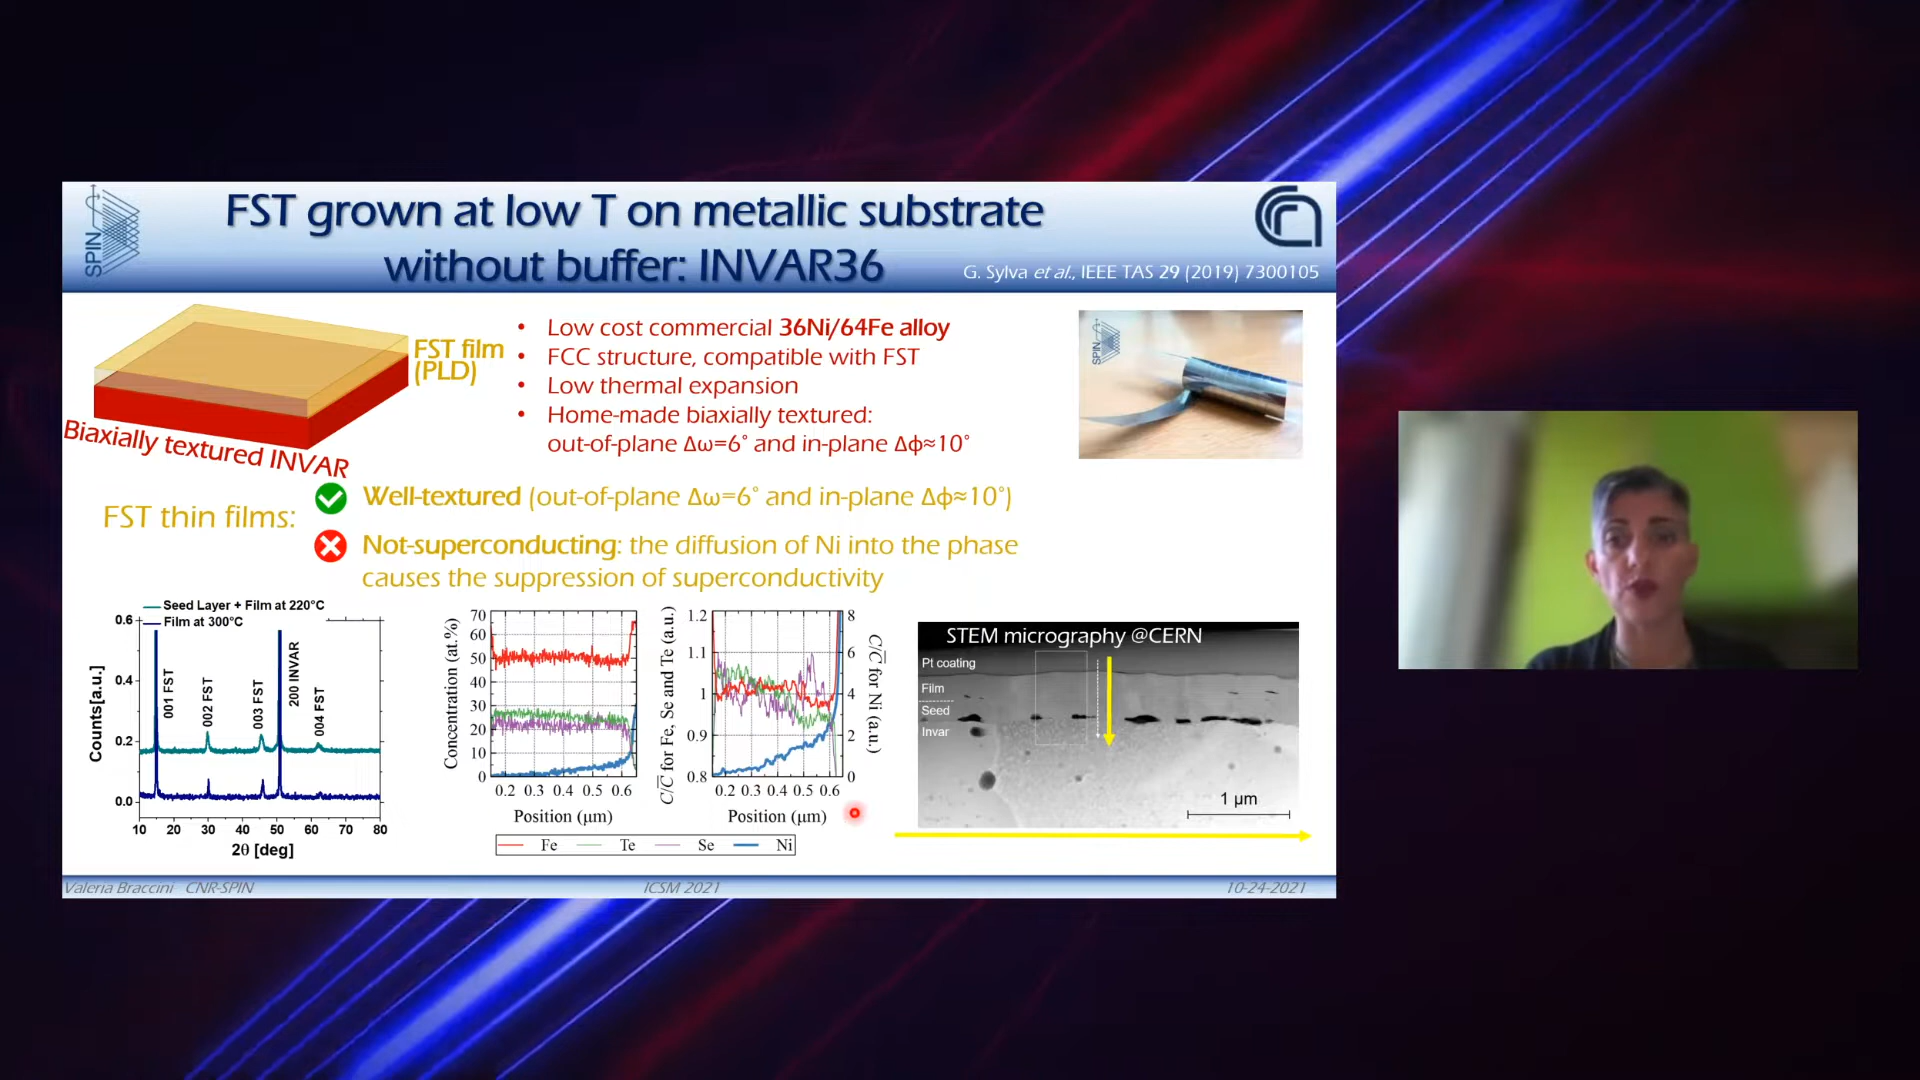 SPIN
FST grown at low T on metallic substrate
without buffer: INVAR36
G. Sylva et al., IEEE TAS 29 (2019) 7300105
FST film
(PLD)
Biaxially textured INVAR
• Low cost commercial 36Ni/64Fe alloy
• FCC structure, compatible with FST
• Low thermal expansion
• Home-made biaxially textured:
out-of-plane Δω=6° and in-plane Δϕ≈10°
SPIN
FST thin films:
Well-textured (out-of-plane Δω=6° and in-plane Δϕ≈10°)
Not-superconducting: the diffusion of Ni into the phase
causes the suppression of superconductivity
Seed Layer + Film at 220°C
Film at 300°C
Counts[a.u.]
0.6
0.4
0.2
0.0
001 FST
002 FST
003 FST
200 INVAR
004 FST
10 20 30 40 50 60 70 80
2θ [deg]
Concentration (at.%)
70
60
50
40
30
20
10
0
0.2 0.3 0.4 0.5 0.6
Position (μm)
C/C̅ for Fe, Se and Te (a.u.)
1.2
1.1
1
0.9
0.8
0.2 0.3 0.4 0.5 0.6
Position (μm)
8
6
4
2
0
C/C̅ for Ni (a.u.)
Fe Te Se Ni
STEM micrography @CERN
Pt coating
Film
Seed
Invar
1 μm
Valeria Braccini CNR-SPIN
ICSM 2021
10-24-2021